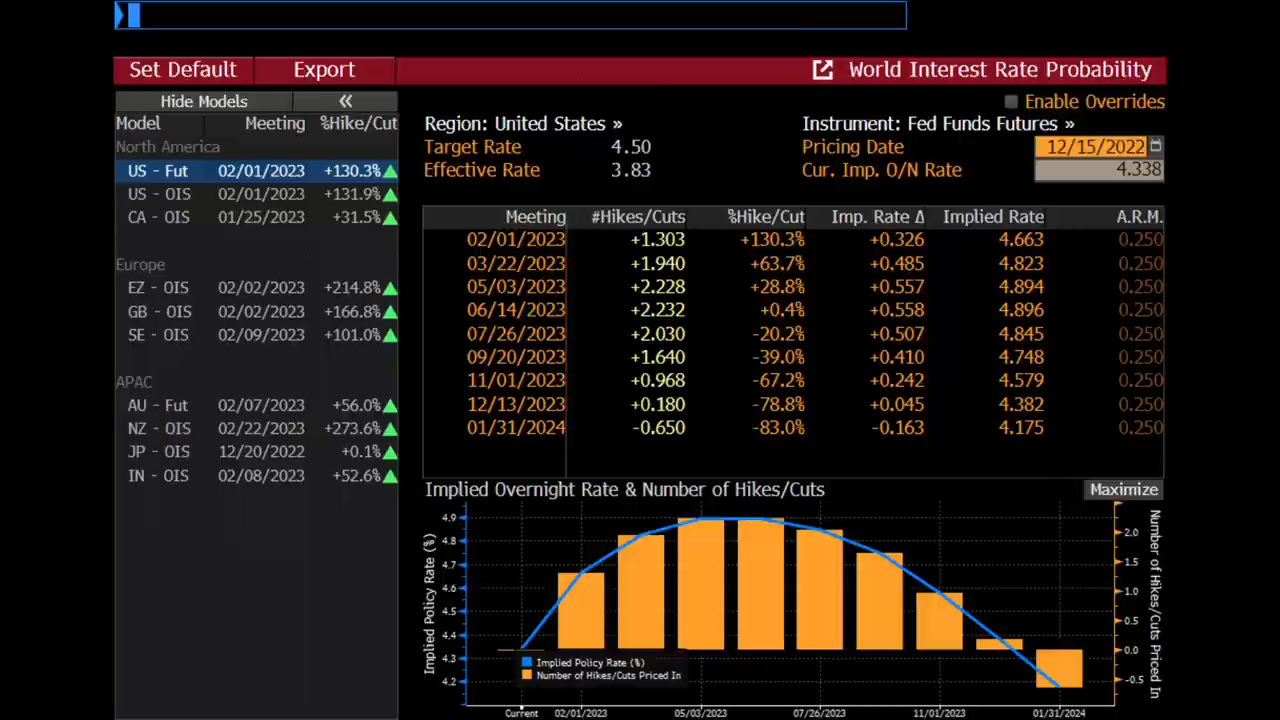 Set Default Export World Interest Rate Probability
Hide Models «
Enable Overrides
Model Meeting %Hike/Cut
North America
US - Fut 02/01/2023 +130.3%
US - OIS 02/01/2023 +131.9%
CA - OIS 01/25/2023 +31.5%
Europe
EZ - OIS 02/02/2023 +214.8%
GB - OIS 02/02/2023 +166.8%
SE - OIS 02/09/2023 +101.0%
APAC
AU - Fut 02/07/2023 +56.0%
NZ - OIS 02/22/2023 +273.6%
JP - OIS 12/20/2022 +0.1%
IN - OIS 02/08/2023 +52.6%
Region: United States » Instrument: Fed Funds Futures »
Target Rate 4.50 Pricing Date 12/15/2022
Effective Rate 3.83 Cur. Imp. O/N Rate 4.338
Meeting #Hikes/Cuts %Hike/Cut Imp. Rate Δ Implied Rate A.R.M.
02/01/2023 +1.303 +130.3% +0.326 4.663 0.250
03/22/2023 +1.940 +63.7% +0.485 4.823 0.250
05/03/2023 +2.228 +28.8% +0.557 4.894 0.250
06/14/2023 +2.232 +0.4% +0.558 4.896 0.250
07/26/2023 +2.030 -20.2% +0.507 4.845 0.250
09/20/2023 +1.640 -39.0% +0.410 4.748 0.250
11/01/2023 +0.968 -67.2% +0.242 4.579 0.250
12/13/2023 +0.180 -78.8% +0.045 4.382 0.250
01/31/2024 -0.650 -83.0% -0.163 4.175 0.250
Implied Overnight Rate & Number of Hikes/Cuts Maximize
Implied Policy Rate (%)
4.9
4.8
4.7
4.6
4.5
4.4
4.3
4.2
Implied Policy Rate (%)
Number of Hikes/Cuts Priced In
2.0
1.5
1.0
0.5
0.0
-0.5
Number of Hikes/Cuts Priced In
Current 02/01/2023 05/03/2023 07/26/2023 11/01/2023 01/31/2024